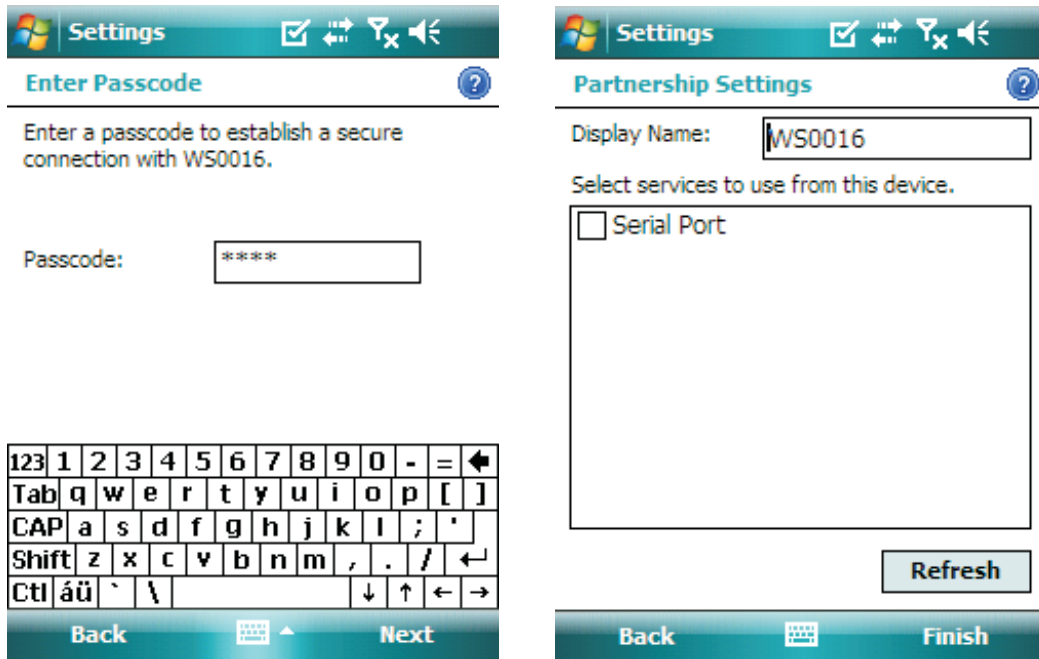 Settings
Enter Passcode
?
Enter a passcode to establish a secure
connection with WS0016.
Passcode: ****
123 1 2 3 4 5 6 7 8 9 0 - = ←
Tab q w e r t y u i o p [ ]
CAP a s d f g h j k l ; '
Shift z x c v b n m , . / ↵
Ctl áü ` \ ↓ ↑ ← →
Back Next
Settings
Partnership Settings
?
Display Name: WS0016
Select services to use from this device.
Serial Port
Refresh
Back Finish